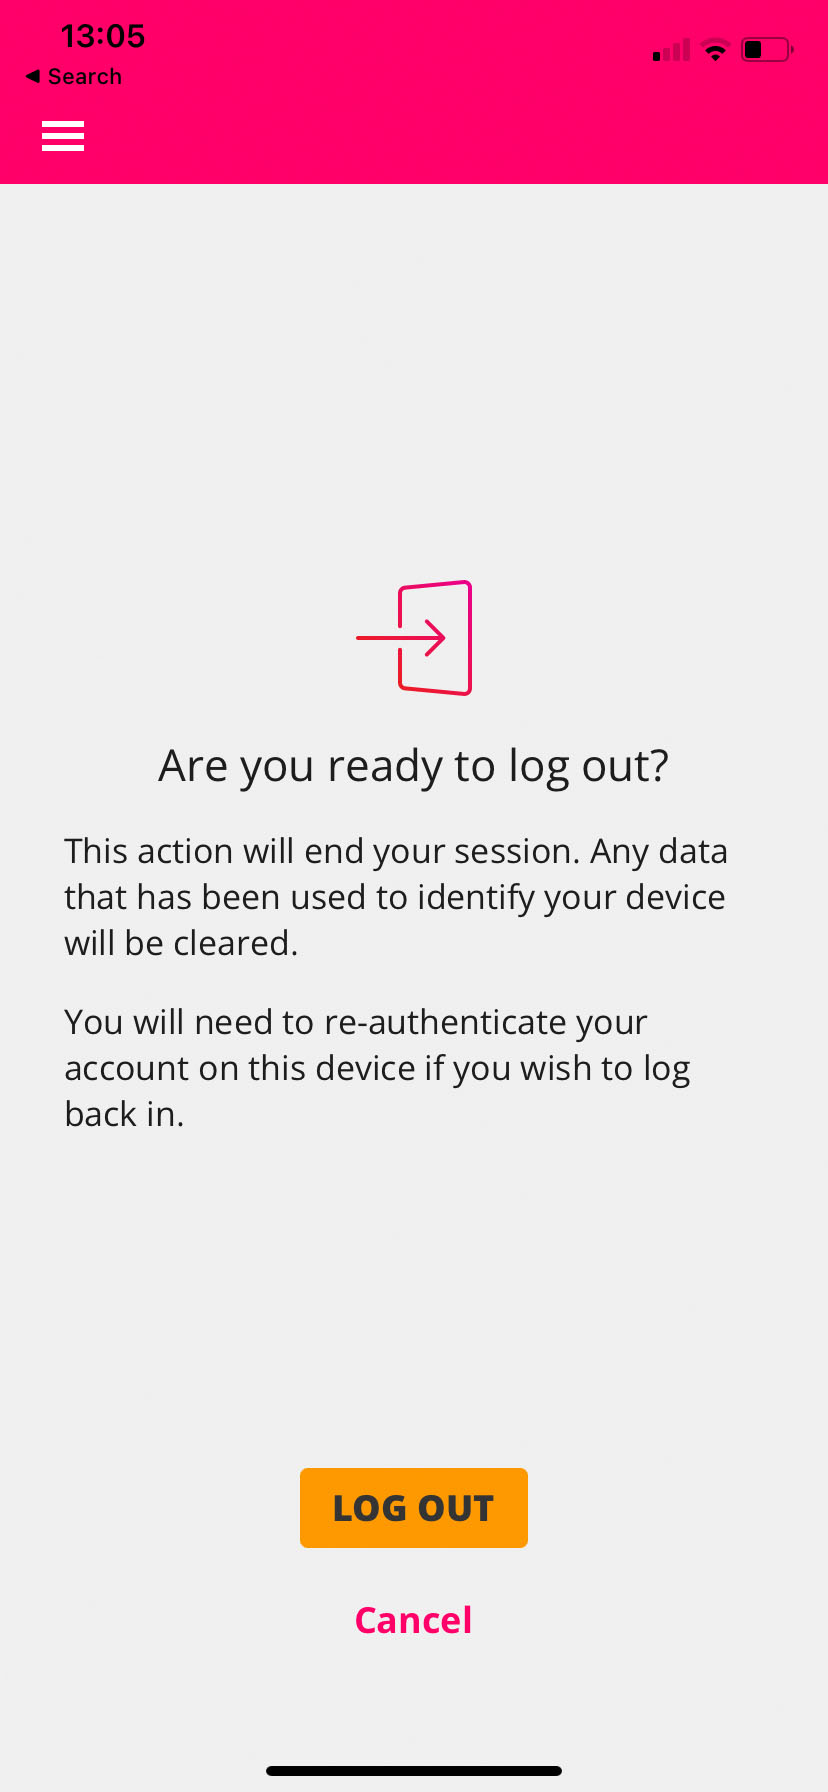 13:05
◀ Search
Are you ready to log out?
This action will end your session. Any data
that has been used to identify your device
will be cleared.
You will need to re-authenticate your
account on this device if you wish to log
back in.
LOG OUT
Cancel